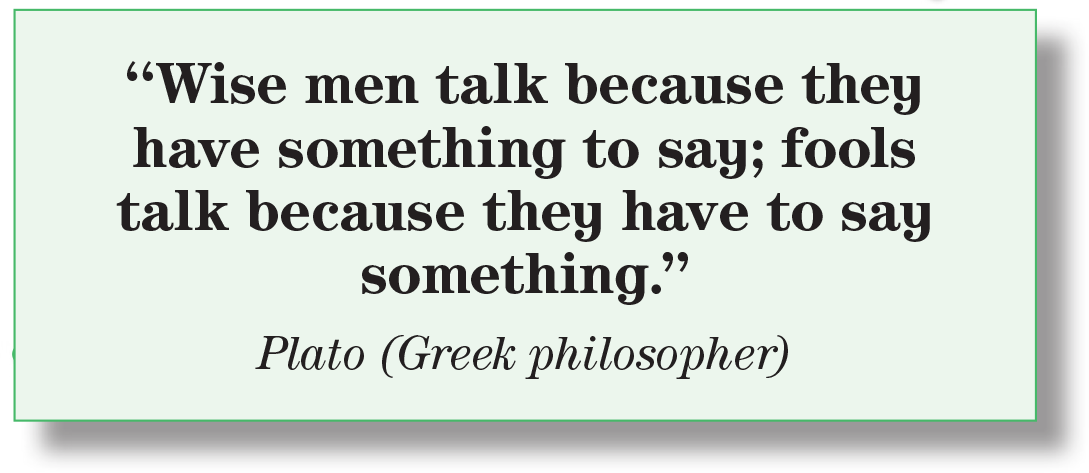 “Wise men talk because they
have something to say; fools
talk because they have to say
something.”
Plato (Greek philosopher)